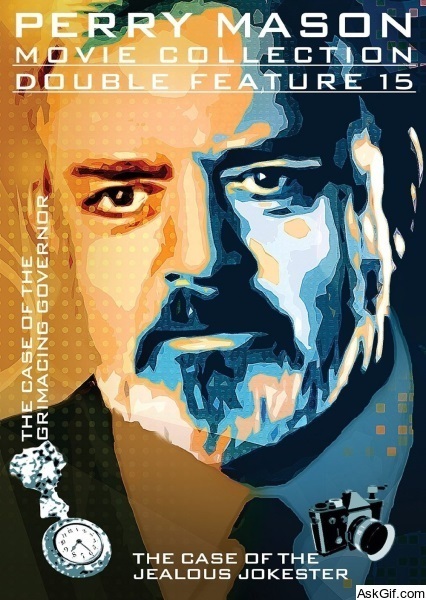 PERRY MASON
MOVIE COLLECTION
DOUBLE FEATURE 15
THE CASE OF THE
GRIMACING GOVERNOR
THE CASE OF THE
JEALOUS JOKESTER
AskGif.com